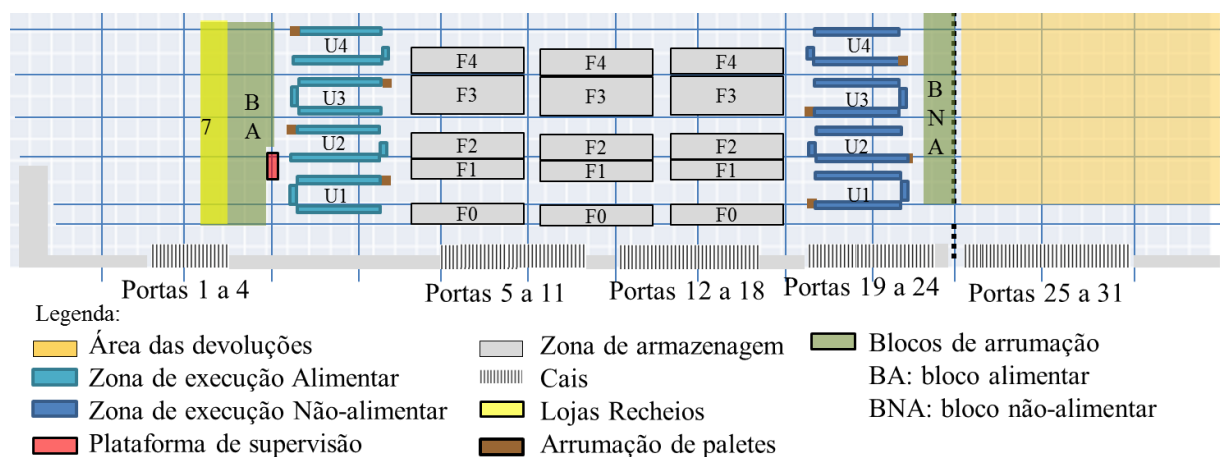 U4 F4 F4 F4 U4
B U3 F3 F3 F3 U3 B
7 A U2 F2 F2 F2 U2 N
F1 F1 F1 A
U1 F0 F0 F0 U1
Portas 1 a 4 Portas 5 a 11 Portas 12 a 18 Portas 19 a 24 Portas 25 a 31
Legenda:
Área das devoluções
Zona de execução Alimentar
Zona de execução Não-alimentar
Plataforma de supervisão
Zona de armazenagem
Cais
Lojas Recheios
Arrumação de paletes
Blocos de arrumação
BA: bloco alimentar
BNA: bloco não-alimentar